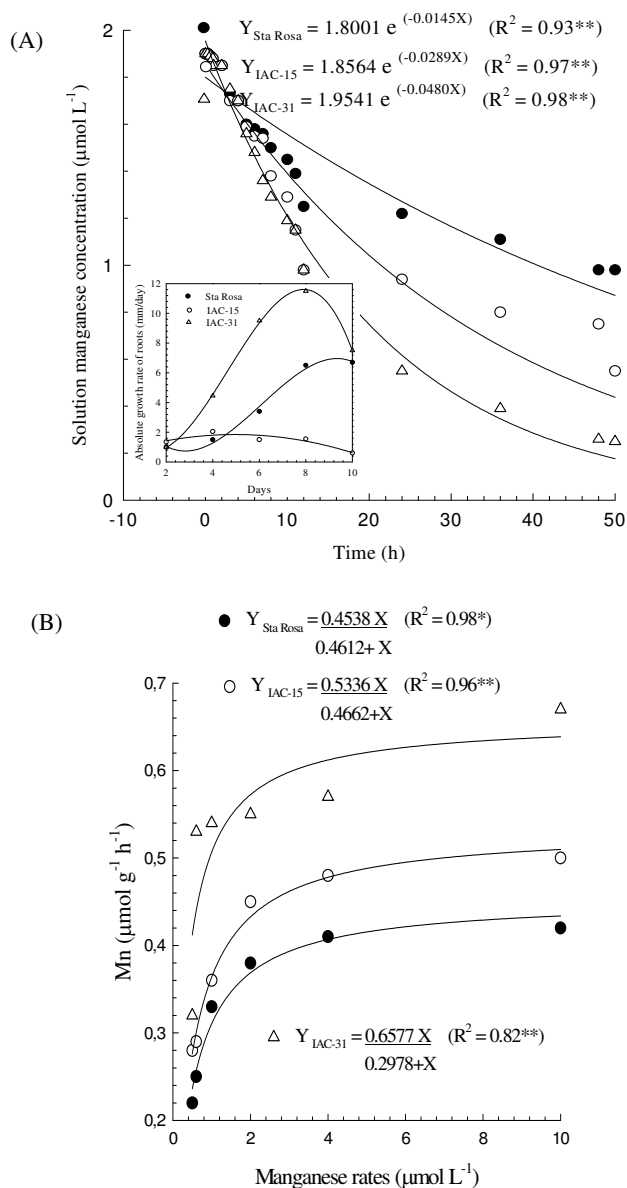 (A)
2
Y Sta Rosa = 1.8001 e (-0.0145X) (R2 = 0.93**)
Y IAC-15 = 1.8564 e (-0.0289X) (R2 = 0.97**)
Y IAC-31 = 1.9541 e (-0.0480X) (R2 = 0.98**)
Solution manganese concentration (μmol L-1)
1
0
12
10
8
6
4
2
0
Sta Rosa
IAC-15
IAC-31
Absolute growth rate of roots (mm/day)
2 4 6 8 10
Days
-10 0 10 20 30 40 50
Time (h)
(B)
Y Sta Rosa = 0.4538 X (R2 = 0.98*)
0.4612+ X
Y IAC-15 = 0.5336 X (R2 = 0.96**)
0.4662+X
0,7
0,6
0,5
0,4
0,3
0,2
Mn (μmol g-1 h-1)
Y IAC-31 = 0.6577 X (R2 = 0.82**)
0.2978+X
0 2 4 6 8 10
Manganese rates (μmol L-1)